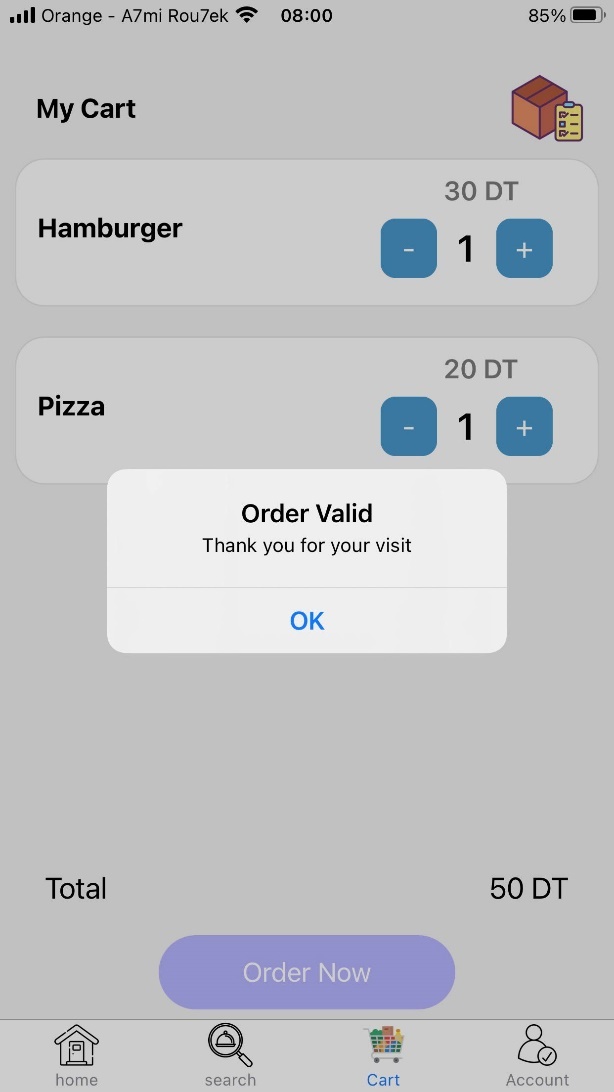 Orange - A7mi Rou7ek 08:00 85%
My Cart
30 DT
Hamburger
- 1 +
20 DT
Pizza
- 1 +
Order Valid
Thank you for your visit
OK
Total 50 DT
Order Now
home search Cart Account